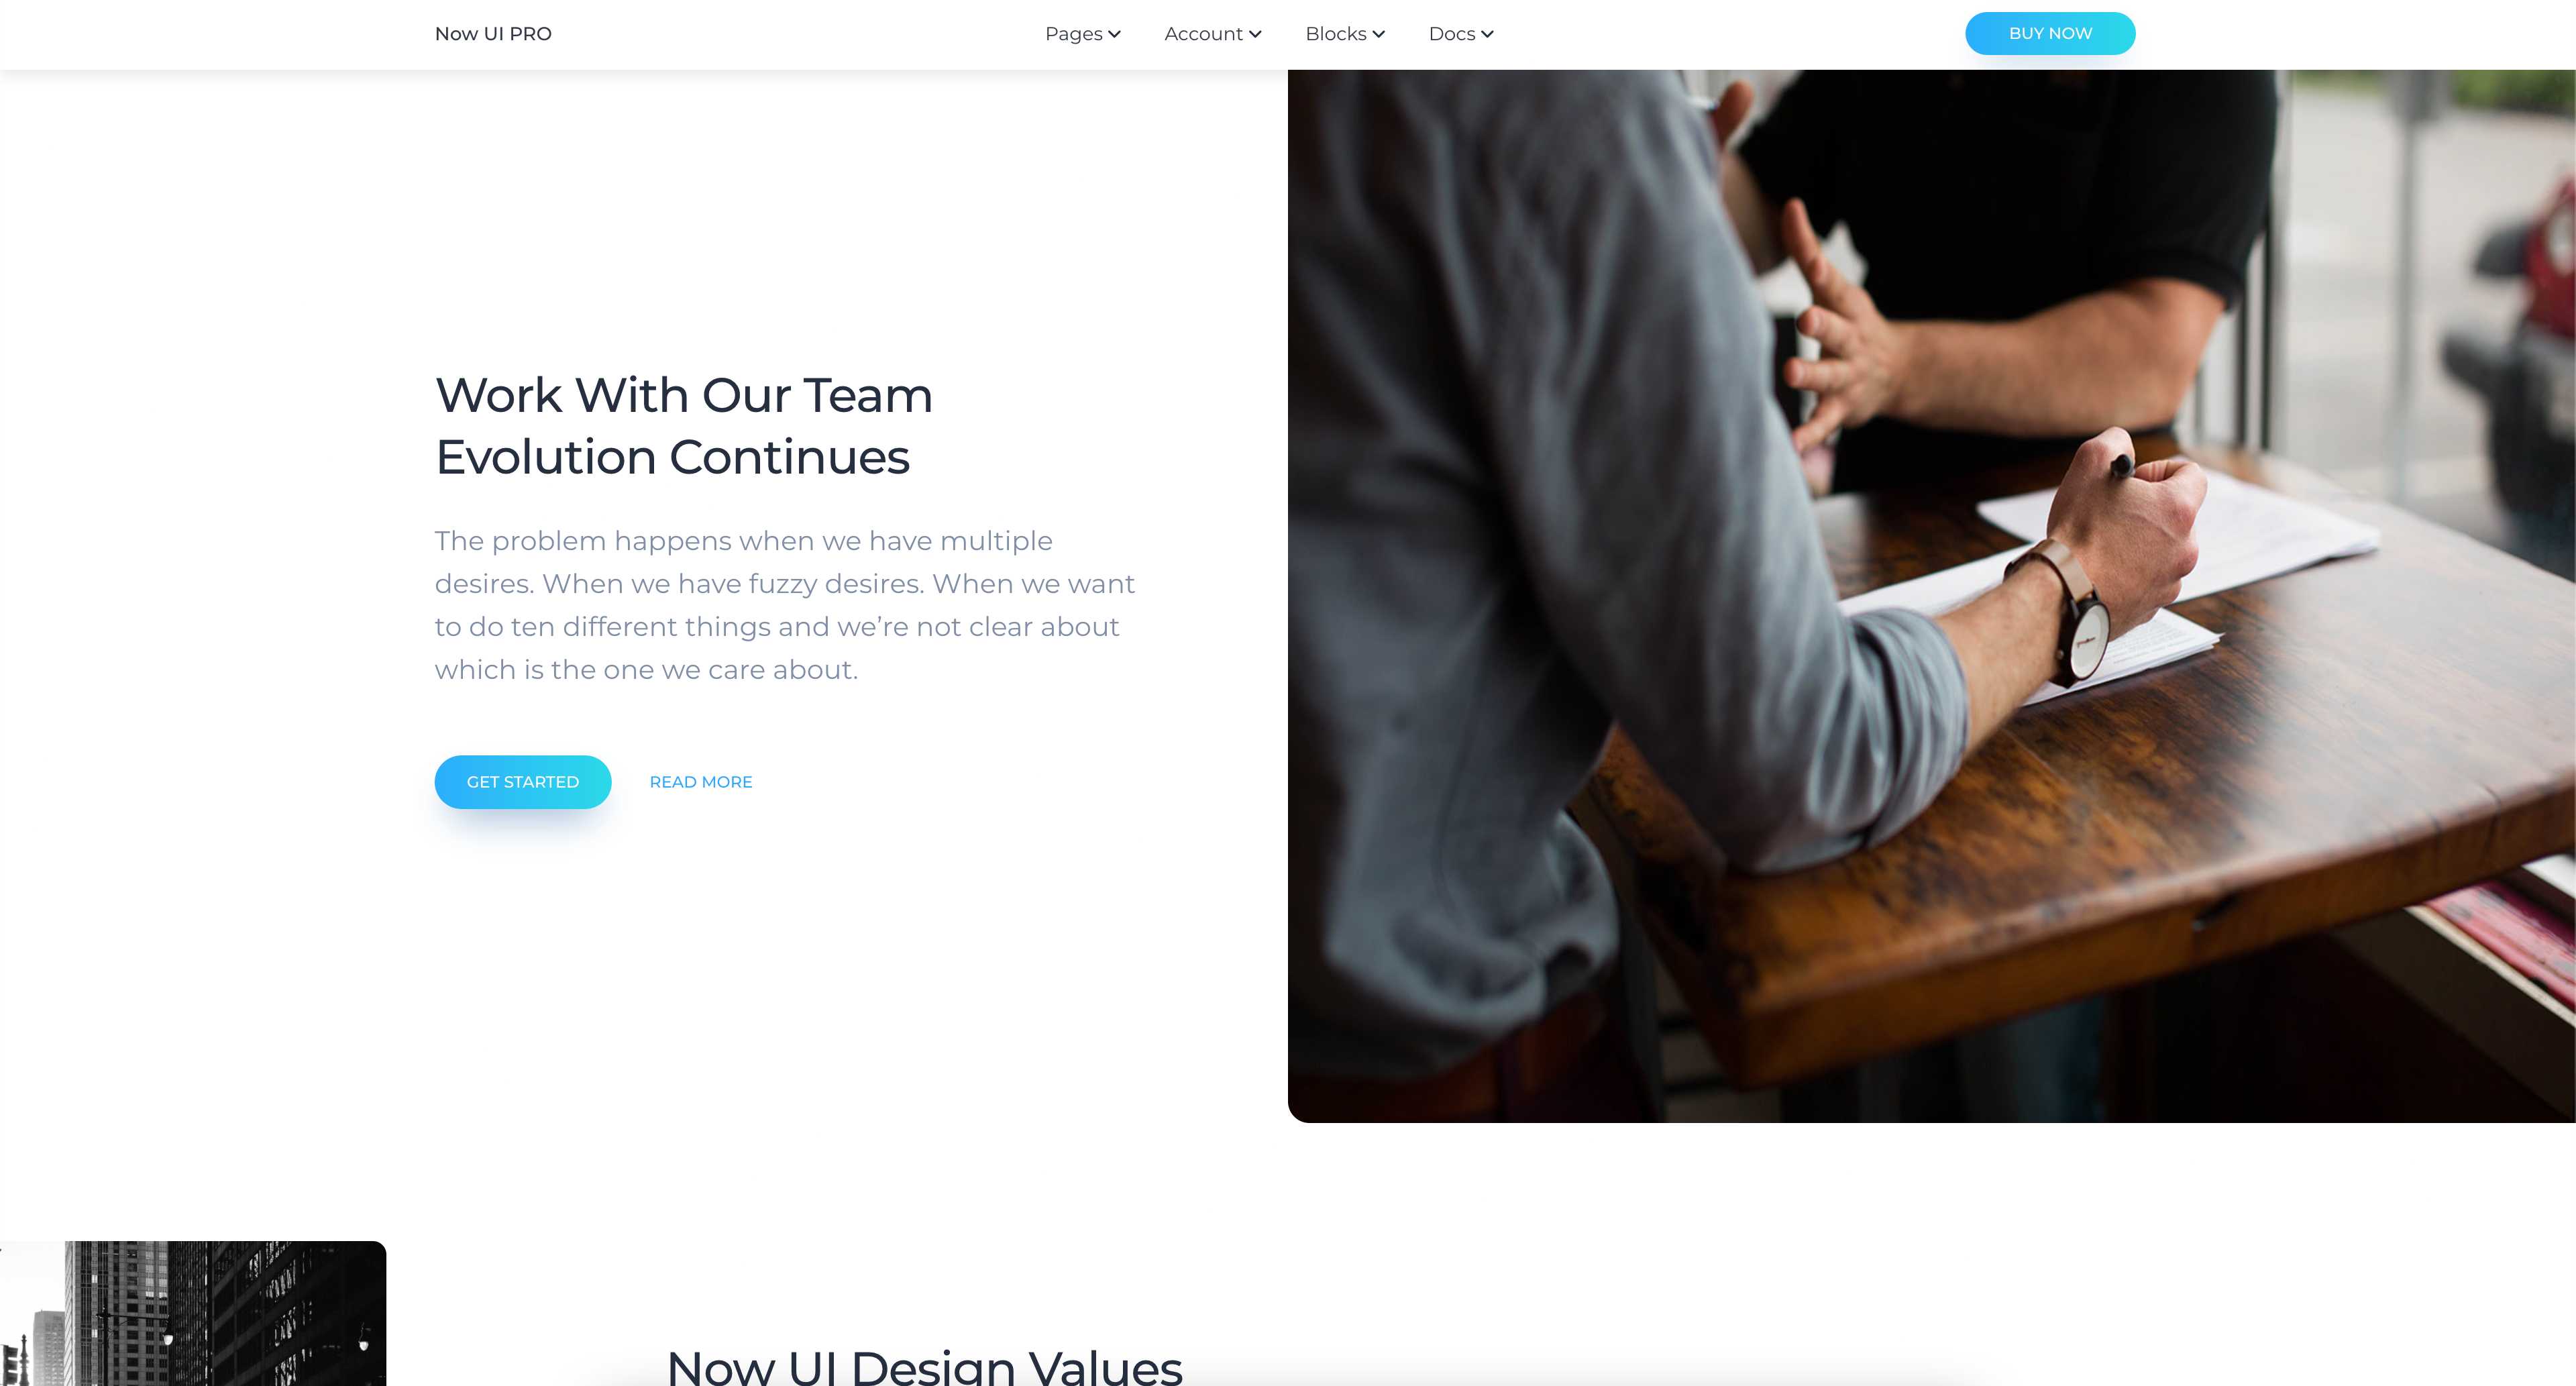 Now UI PRO
Pages
Account
Blocks
Docs
BUY NOW
Work With Our Team
Evolution Continues
The problem happens when we have multiple
desires. When we have fuzzy desires. When we want
to do ten different things and we’re not clear about
which is the one we care about.
GET STARTED
READ MORE
Now UI Design Values